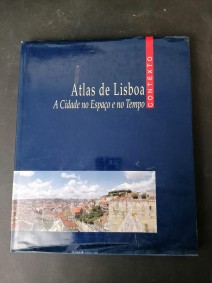 Atlas de Lisboa
A Cidade no Espaço e no Tempo
CONTEXTO